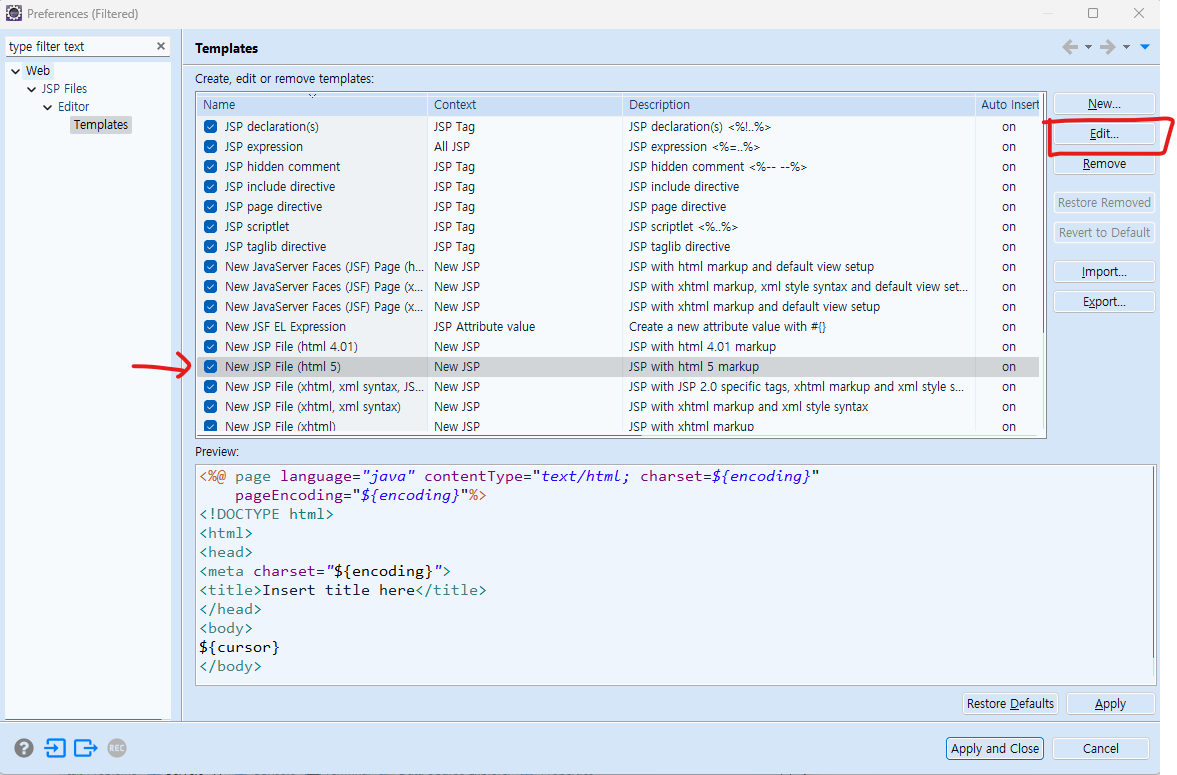 Preferences (Filtered)
type filter text
Web
JSP Files
Editor
Templates
Templates
Create, edit or remove templates:
Name Context Description Auto Insert
JSP declaration(s) JSP Tag JSP declaration(s) <%!..%> on
JSP expression All JSP JSP expression <%=..%> on
JSP hidden comment JSP Tag JSP hidden comment <%-- --%> on
JSP include directive JSP Tag JSP include directive on
JSP page directive JSP Tag JSP page directive on
JSP scriptlet JSP Tag JSP scriptlet <%..%> on
JSP taglib directive JSP Tag JSP taglib directive on
New JavaServer Faces (JSF) Page (h... New JSP JSP with html markup and default view setup on
New JavaServer Faces (JSF) Page (x... New JSP JSP with xhtml markup, xml style syntax and default view set... on
New JavaServer Faces (JSF) Page (x... New JSP JSP with xhtml markup and default view setup on
New JSF EL Expression JSP Attribute value Create a new attribute value with #{} on
New JSP File (html 4.01) New JSP JSP with html 4.01 markup on
New JSP File (html 5) New JSP JSP with html 5 markup on
New JSP File (xhtml, xml syntax, JS... New JSP JSP with JSP 2.0 specific tags, xhtml markup and xml style s... on
New JSP File (xhtml, xml syntax) New JSP JSP with xhtml markup and xml style syntax on
New JSP File (xhtml) New JSP JSP with xhtml markup on
New...
Edit...
Remove
Restore Removed
Revert to Default
Import...
Export...
Preview:
<%@ page language="java" contentType="text/html; charset=${encoding}"
    pageEncoding="${encoding}"%>
<!DOCTYPE html>
<html>
<head>
<meta charset="${encoding}">
<title>Insert title here</title>
</head>
<body>
${cursor}
</body>
Restore Defaults Apply
REC
Apply and Close Cancel